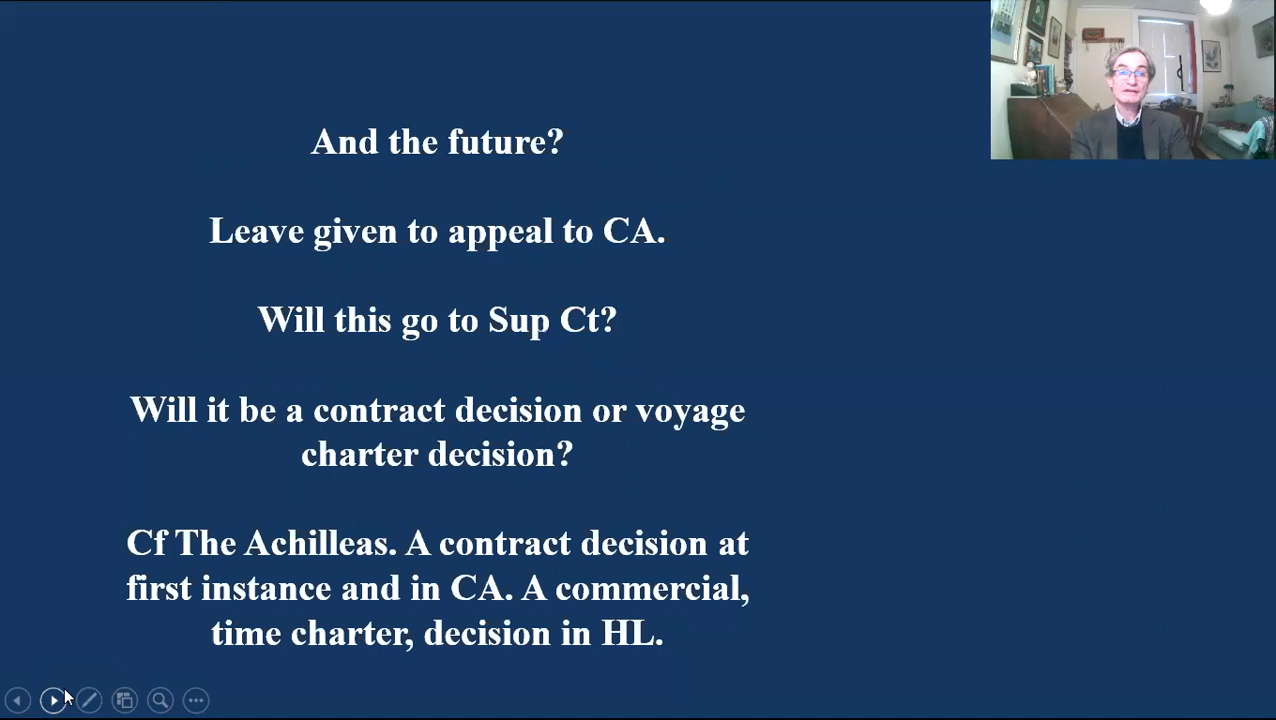 And the future?
Leave given to appeal to CA.
Will this go to Sup Ct?
Will it be a contract decision or voyage
charter decision?
Cf The Achilleas. A contract decision at
first instance and in CA. A commercial,
time charter, decision in HL.